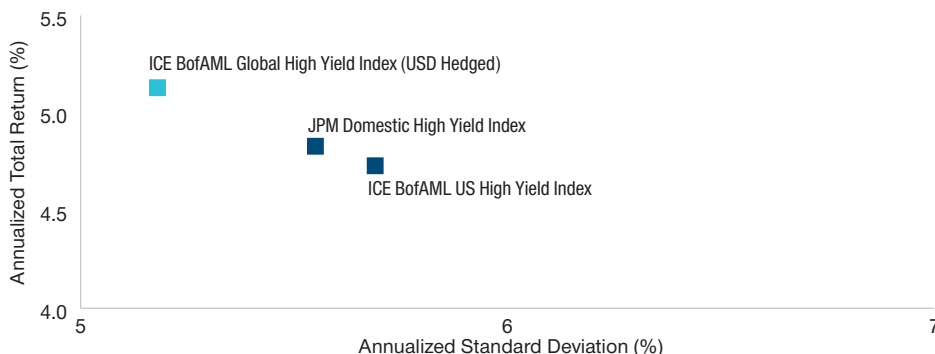 Annualized Total Return (%)
5.5
5.0
4.5
4.0
ICE BofAML Global High Yield Index (USD Hedged)
JPM Domestic High Yield Index
ICE BofAML US High Yield Index
5
6
7
Annualized Standard Deviation (%)